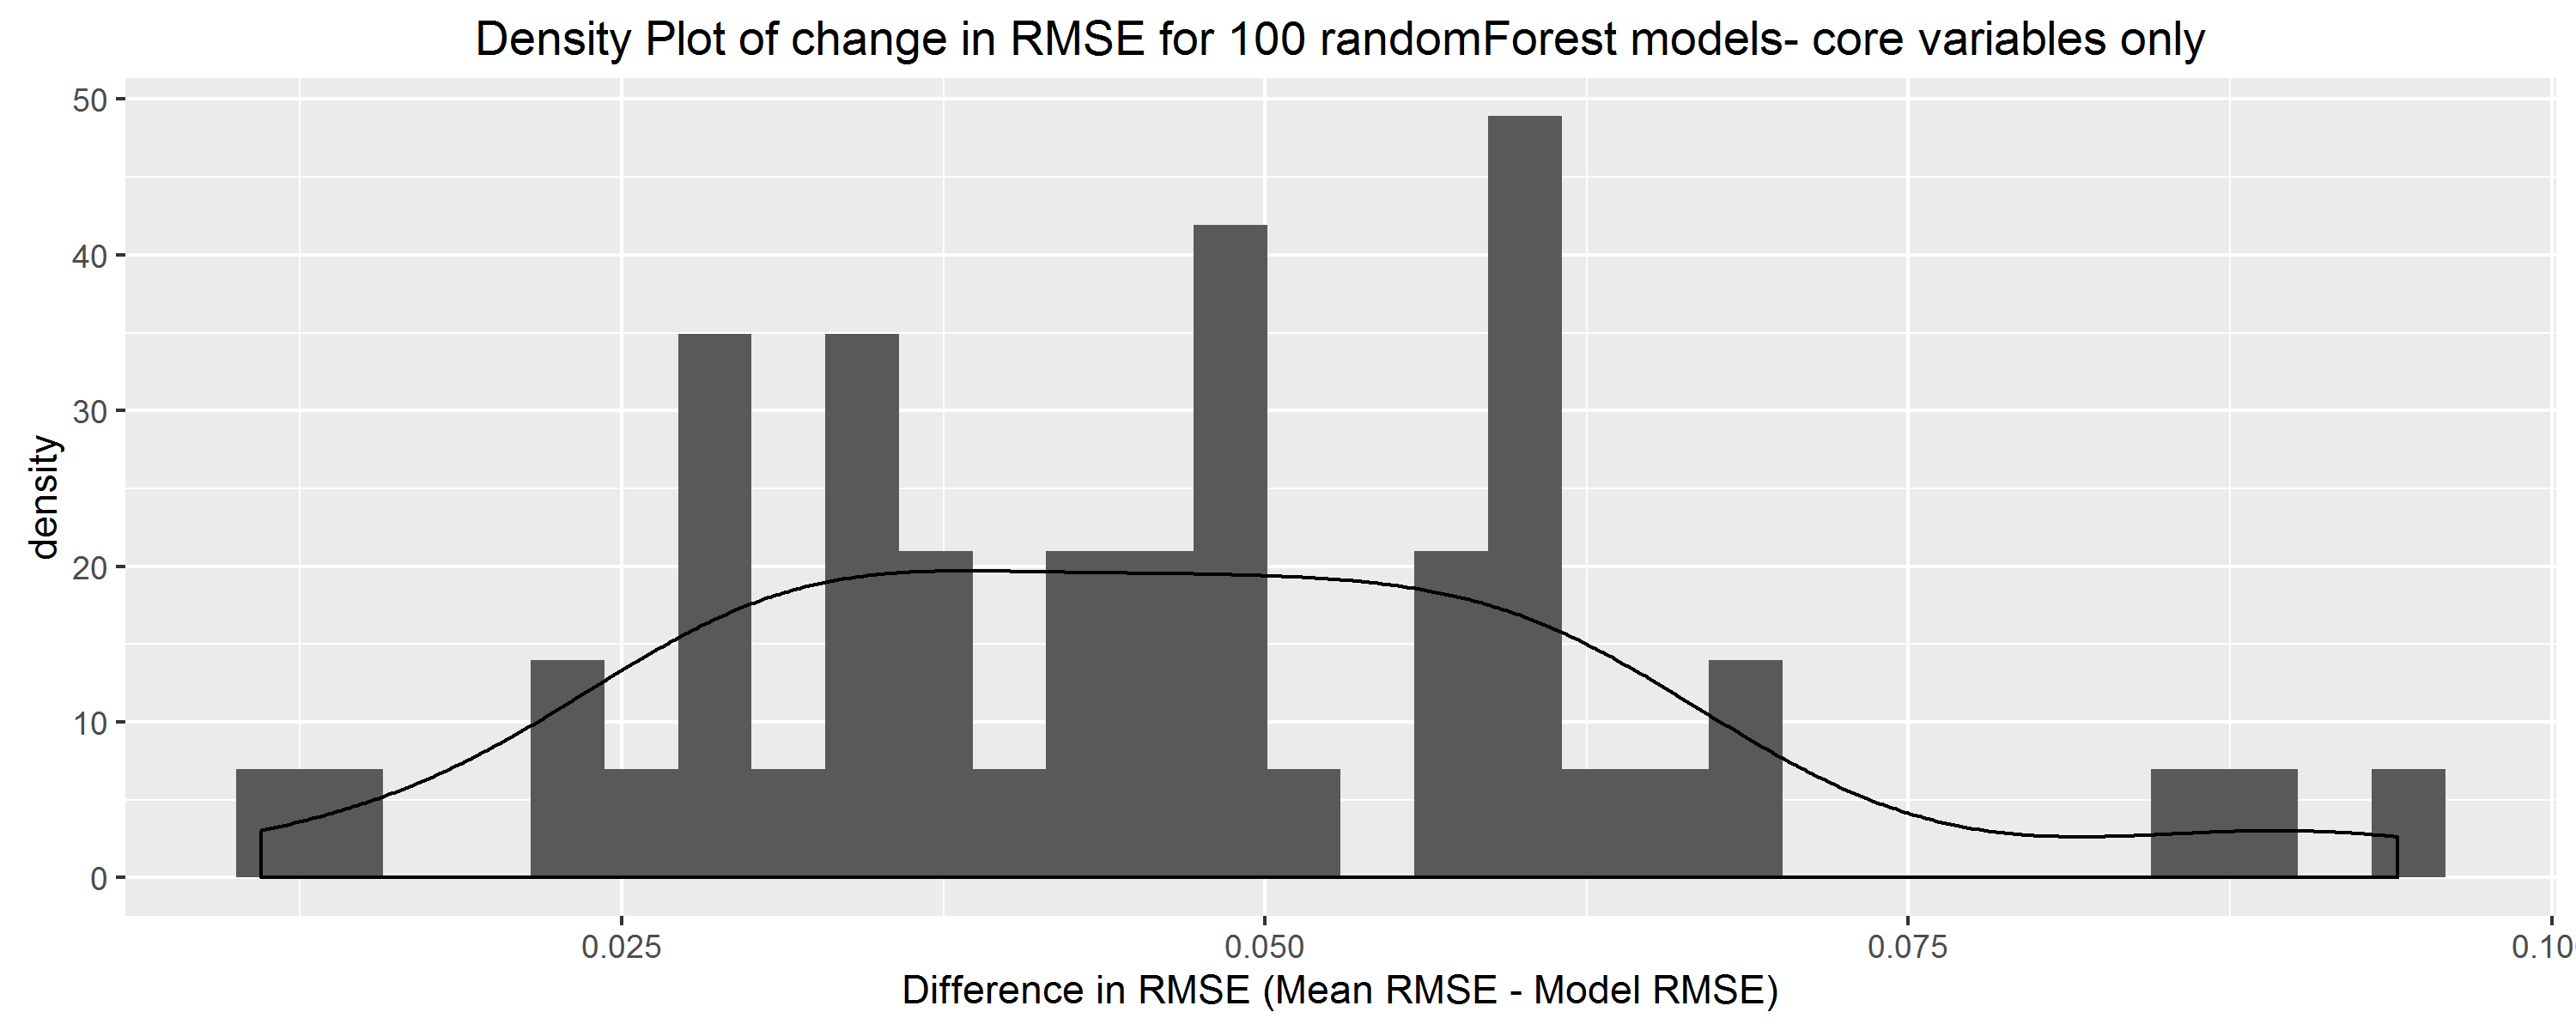 Density Plot of change in RMSE for 100 randomForest models- core variables only
density
50
40
30
20
10
0
0.025 0.050 0.075 0.10
Difference in RMSE (Mean RMSE - Model RMSE)